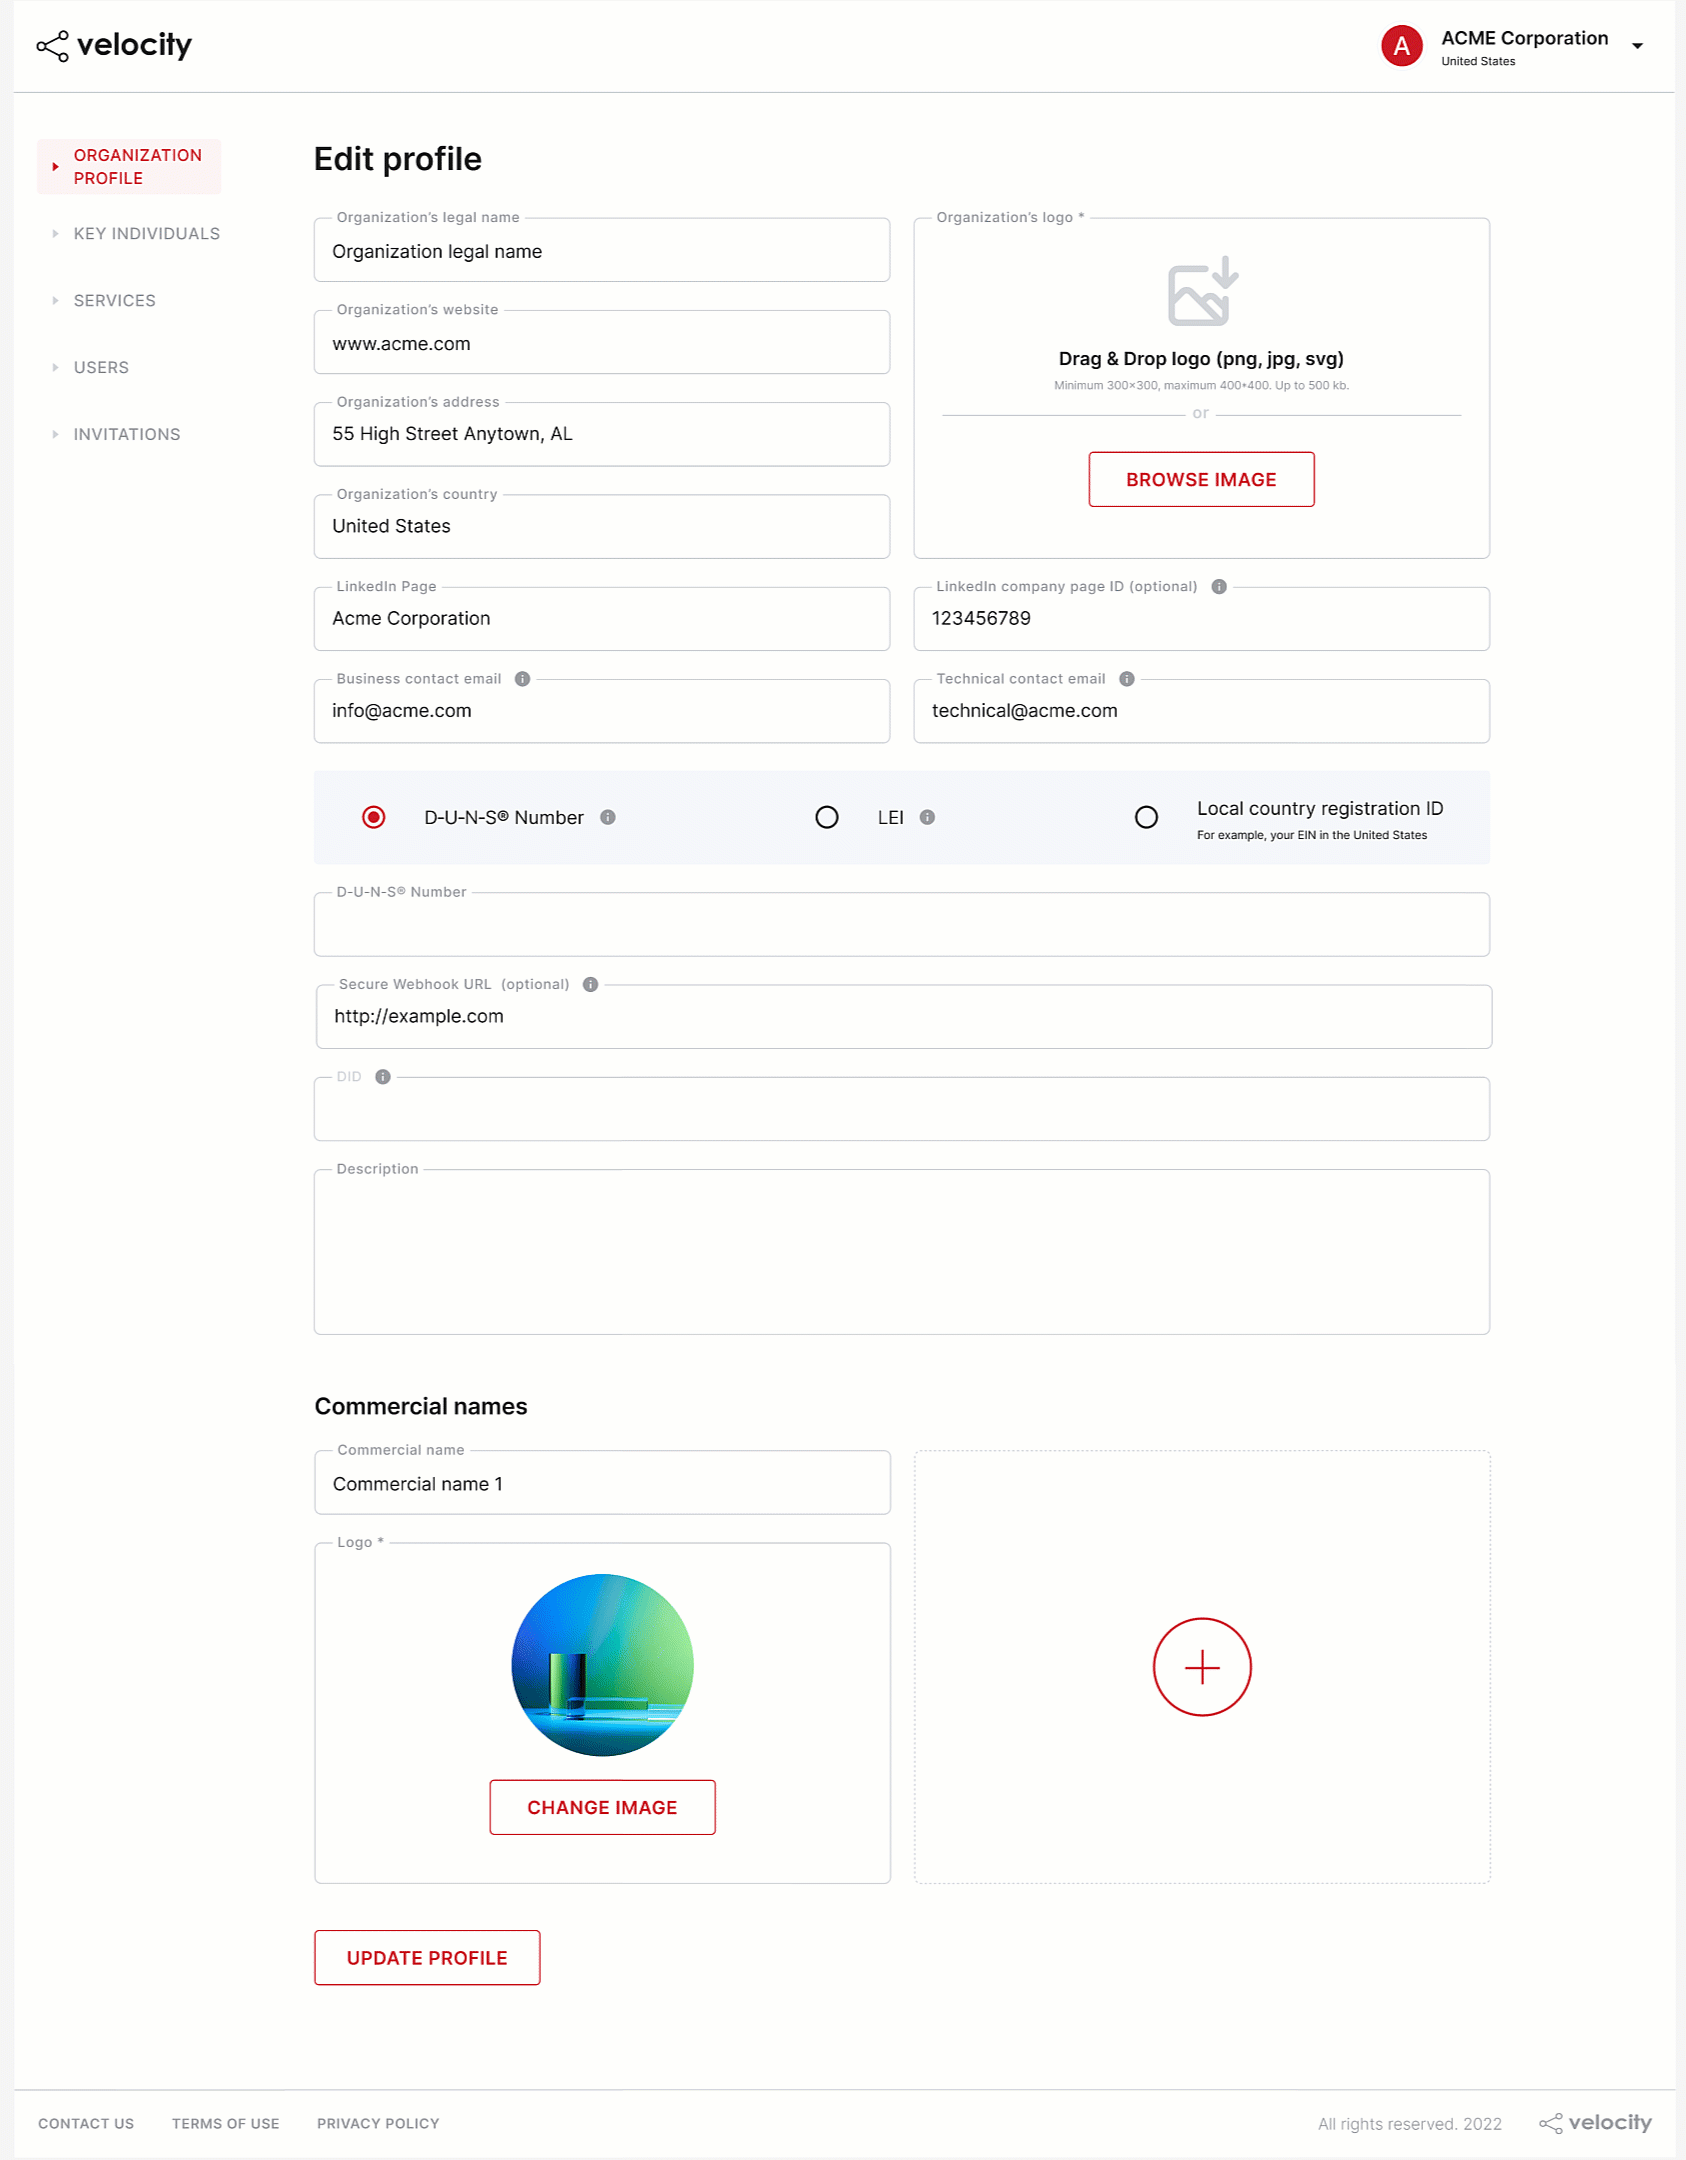 velocity
A
ACME Corporation
United States
ORGANIZATION
PROFILE
KEY INDIVIDUALS
SERVICES
USERS
INVITATIONS
Edit profile
Organization's legal name
Organization legal name
Organization's website
www.acme.com
Organization's address
55 High Street Anytown, AL
Organization's country
United States
Organization's logo *
Drag & Drop logo (png, jpg, svg)
Minimum 300×300, maximum 400*400. Up to 500 kb.
or
BROWSE IMAGE
LinkedIn Page
Acme Corporation
LinkedIn company page ID (optional)
123456789
Business contact email
info@acme.com
Technical contact email
technical@acme.com
D-U-N-S® Number
LEI
Local country registration ID
For example, your EIN in the United States
D-U-N-S® Number
Secure Webhook URL (optional)
http://example.com
DID
Description
Commercial names
Commercial name
Commercial name 1
Logo *
CHANGE IMAGE
UPDATE PROFILE
CONTACT US
TERMS OF USE
PRIVACY POLICY
All rights reserved. 2022
velocity